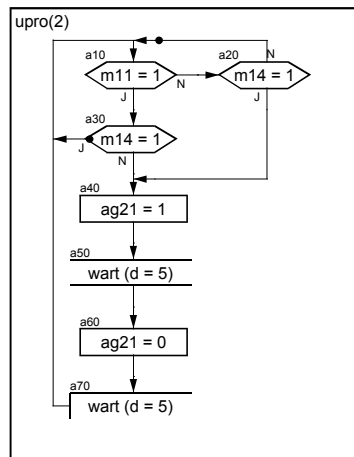 upro(2)
a10
m11 = 1
N
J
a20
N
m14 = 1
J
a30
m14 = 1
J
N
a40
ag21 = 1
a50
wart (d = 5)
a60
ag21 = 0
a70
wart (d = 5)